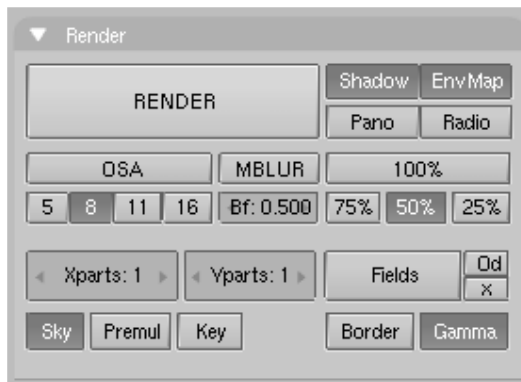 Render
RENDER
Shadow EnvMap
Pano Radio
OSA MBLUR 100%
5 8 11 16 Bf: 0.500 75% 50% 25%
Xparts: 1 Yparts: 1 Fields Od
x
Sky Premul Key Border Gamma